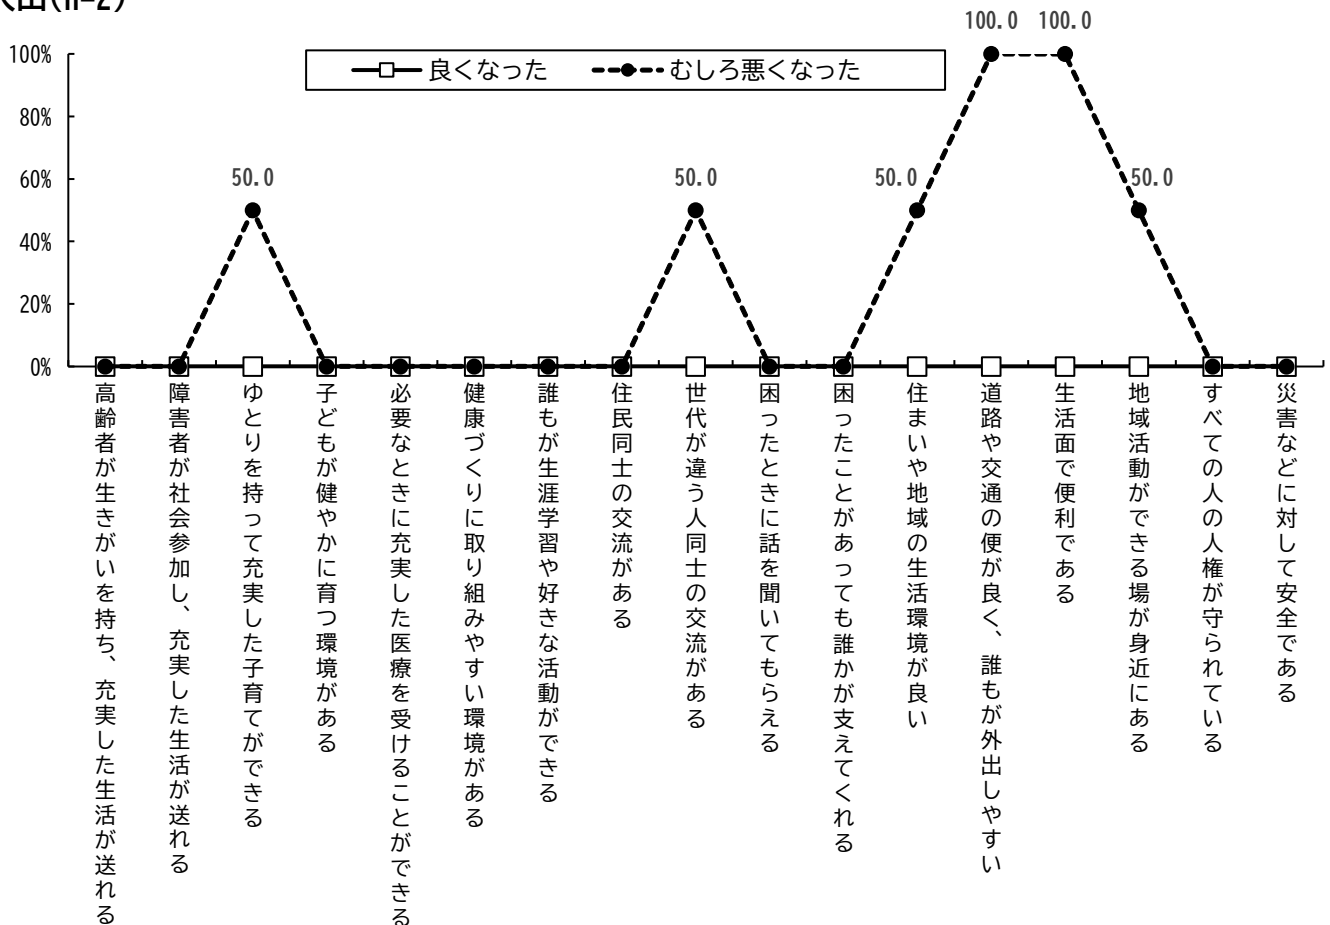 (n=2)
100.0 100.0
100%
良くなった むしろ悪くなった
80%
60%
50.0 50.0 50.0 50.0
40%
20%
0%
高齢者が生きがいを持ち、充実した生活が送れる
障害者が社会参加し、充実した生活が送れる
ゆとりを持って充実した子育てができる
子どもが健やかに育つ環境がある
必要なときに充実した医療を受けることができる
健康づくりに取り組みやすい環境がある
誰もが生涯学習や好きな活動ができる
住民同士の交流がある
世代が違う人同士の交流がある
困ったときに話を聞いてもらえる
困ったことがあっても誰かが支えてくれる
住まいや地域の生活環境が良い
道路や交通の便が良く、誰もが外出しやすい
生活面で便利である
地域活動ができる場が身近にある
すべての人の人権が守られている
災害などに対して安全である